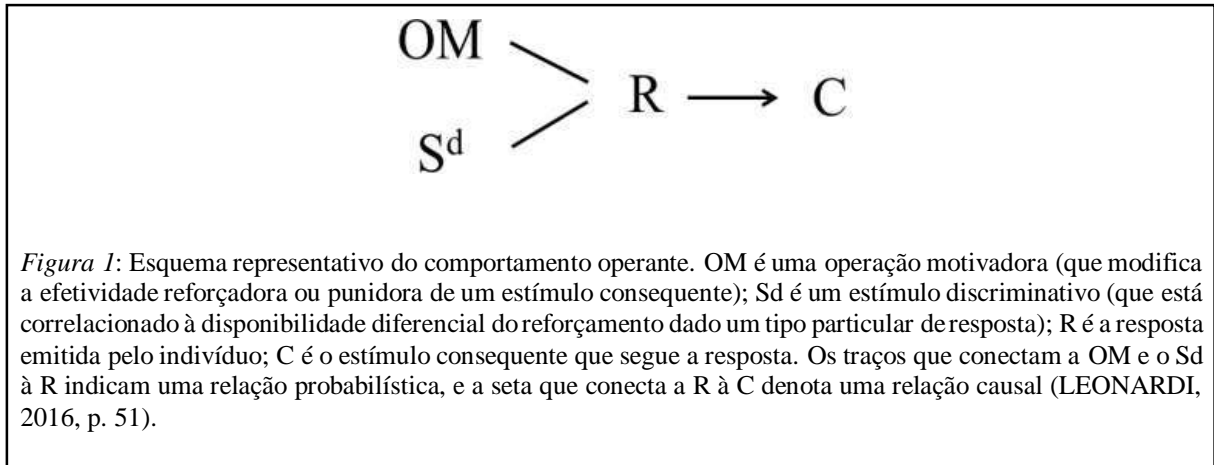 OM
R → C
Sᵈ
Figura 1: Esquema representativo do comportamento operante. OM é uma operação motivadora (que modifica
a efetividade reforçadora ou punidora de um estímulo consequente); Sd é um estímulo discriminativo (que está
correlacionado à disponibilidade diferencial do reforçamento dado um tipo particular de resposta); R é a resposta
emitida pelo indivíduo; C é o estímulo consequente que segue a resposta. Os traços que conectam a OM e o Sd
à R indicam uma relação probabilística, e a seta que conecta a R à C denota uma relação causal (LEONARDI,
2016, p. 51).